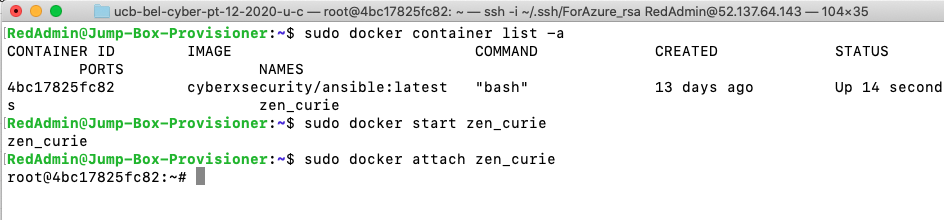 ucb-bel-cyber-pt-12-2020-u-c — root@4bc17825fc82: ~ — ssh -i ~/.ssh/ForAzure_rsa RedAdmin@52.137.64.143 — 104×35
[RedAdmin@Jump-Box-Provisioner:~$ sudo docker container list -a
CONTAINER ID        IMAGE                           COMMAND             CREATED             STATUS
        PORTS               NAMES
4bc17825fc82        cyberxsecurity/ansible:latest   "bash"              13 days ago         Up 14 second
s                           zen_curie
[RedAdmin@Jump-Box-Provisioner:~$ sudo docker start zen_curie
zen_curie
[RedAdmin@Jump-Box-Provisioner:~$ sudo docker attach zen_curie
root@4bc17825fc82:~#